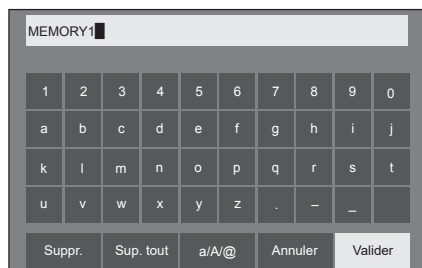 MEMORY1
1 2 3 4 5 6 7 8 9 0
a b c d e f g h i j
k l m n o p q r s t
u v w x y z . – _
Suppr. Sup. tout a/A/@ Annuler Valider